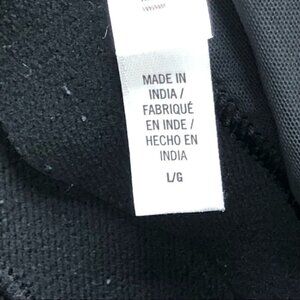 MADE IN
INDIA /
FABRIQUÉ
EN INDE /
HECHO EN
INDIA
L/G